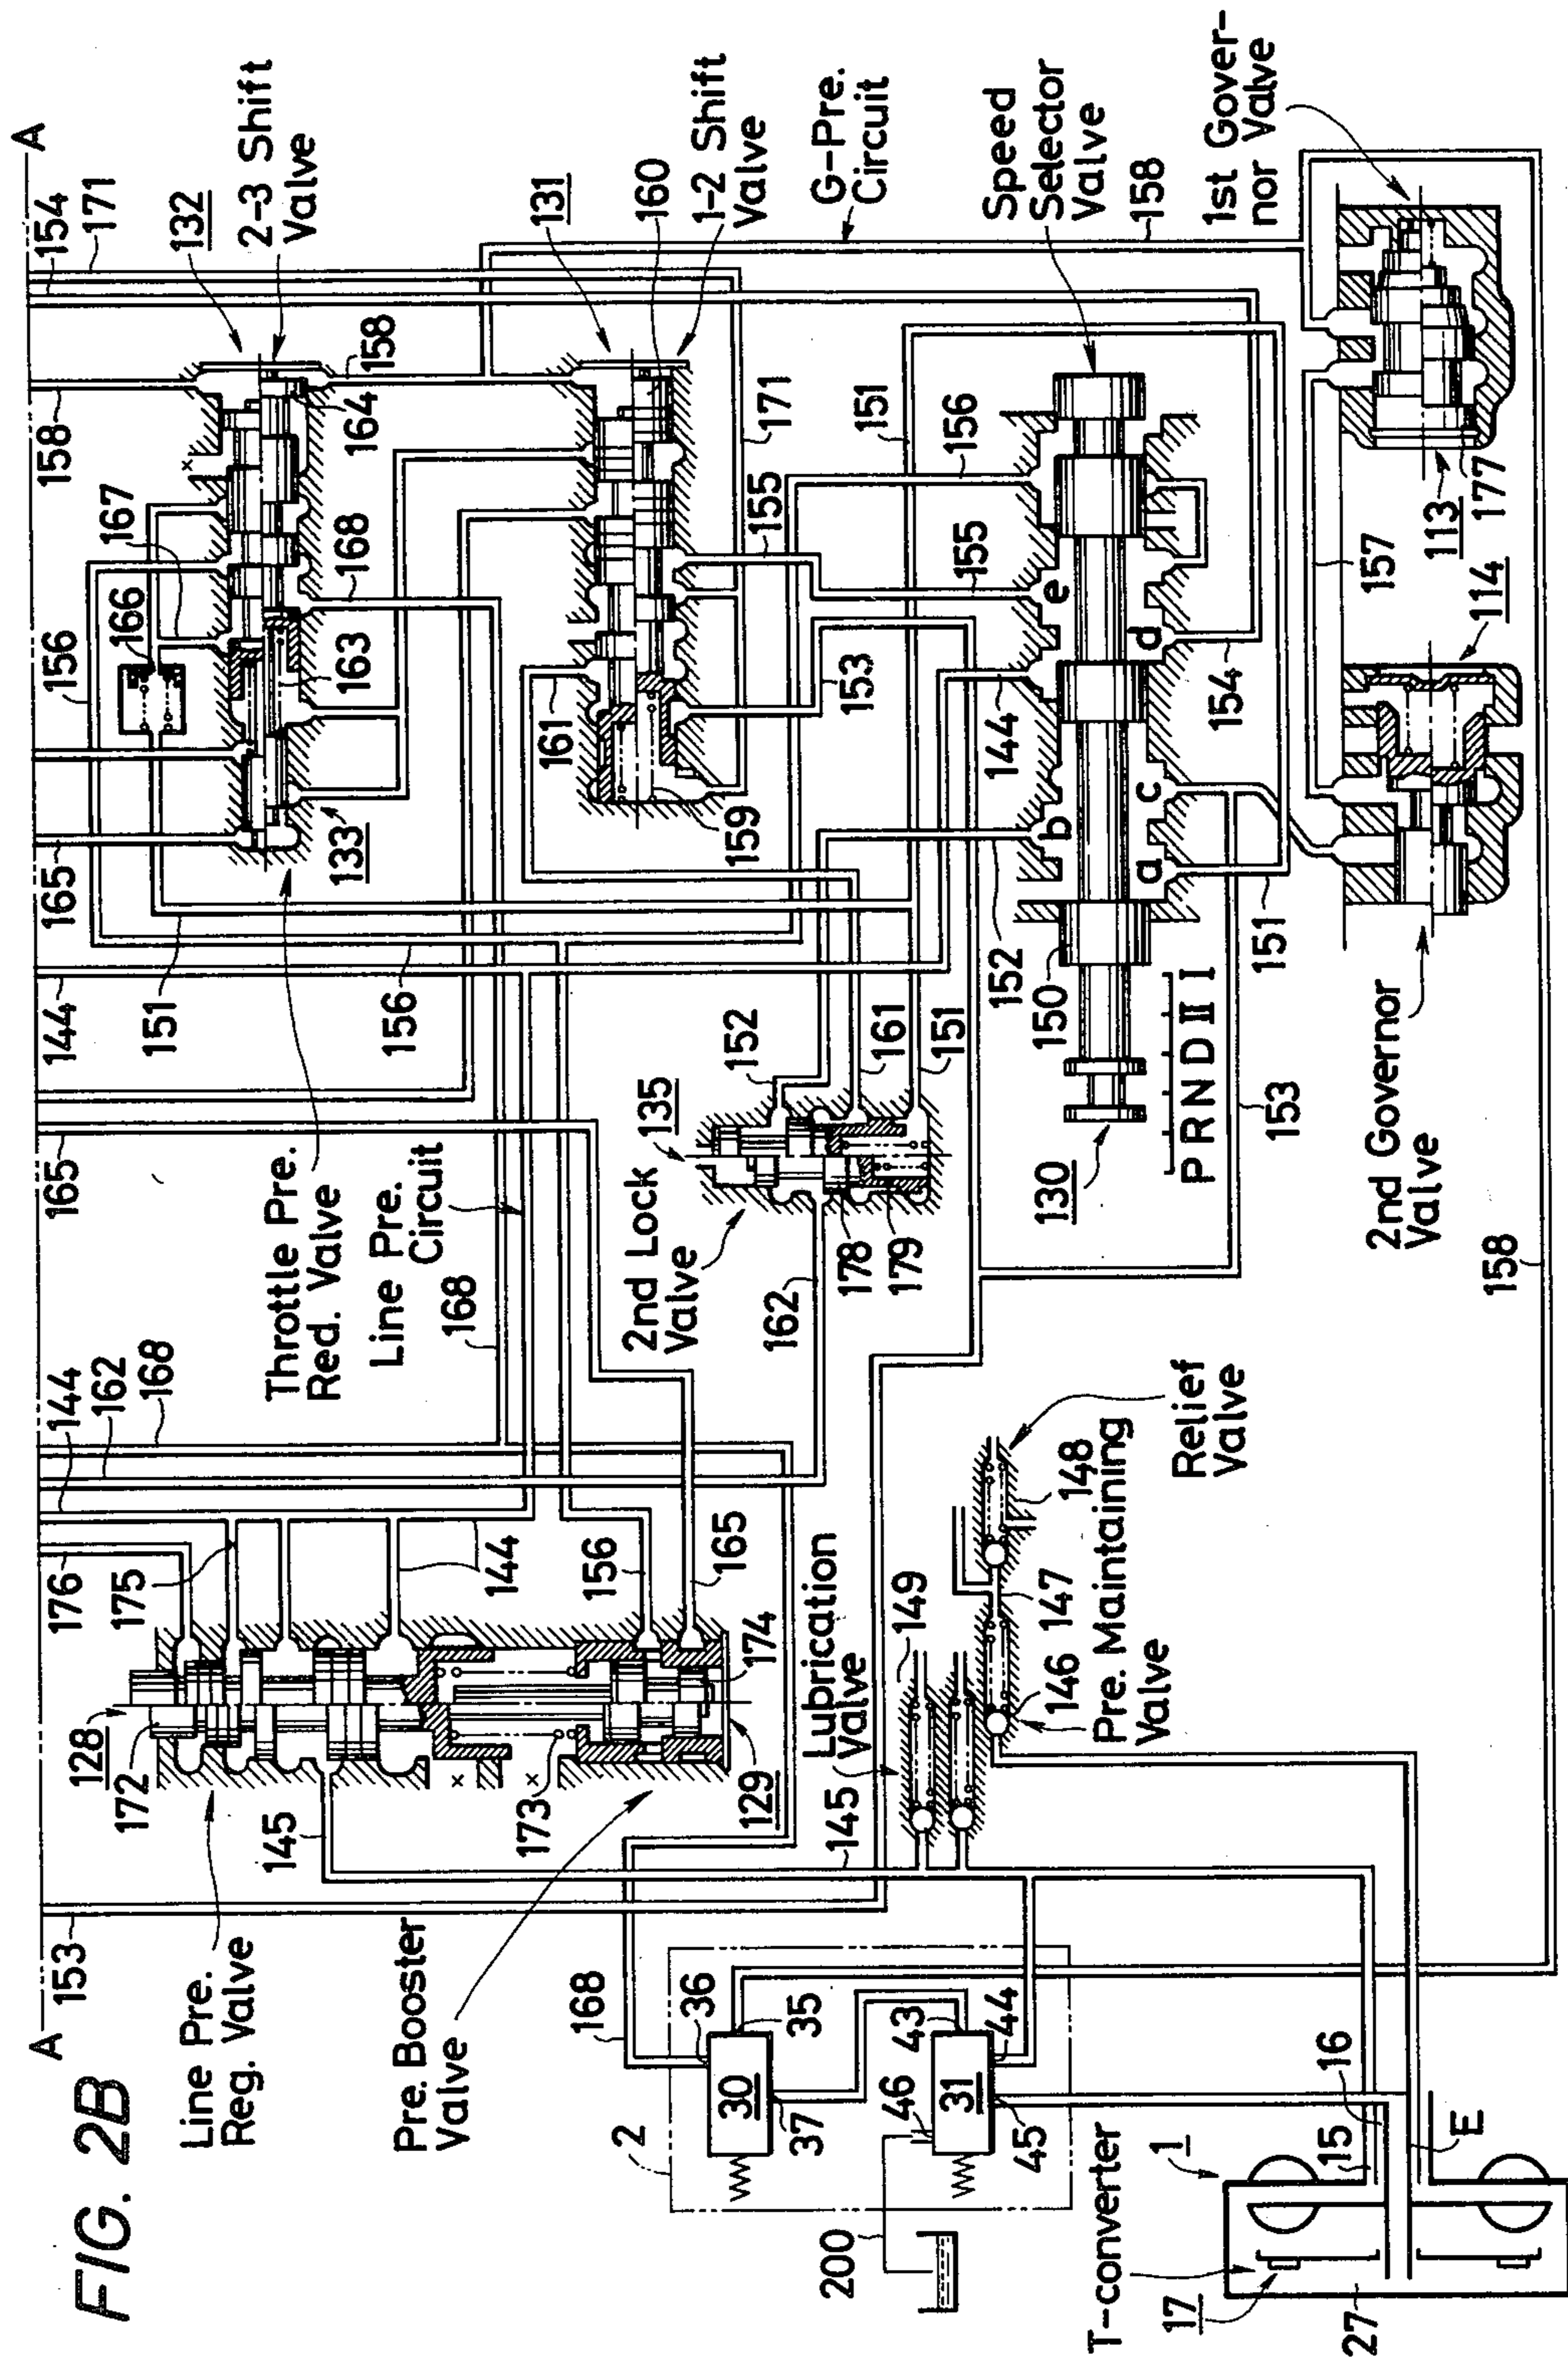 FIG. 2B
A
A
153
176
144
162
168
165
144
165
158
154
171
128
172
175
145
Line Pre.
Reg. Valve
144
151
156
166
167
132
2-3 Shift
Valve
Throttle Pre.
Red. Valve
133
163
168
164
158
Line Pre.
Circuit
156
168
173
156
165
174
129
Pre. Booster
Valve
161
159
131
160
1-2 Shift
Valve
2nd Lock
Valve
135
152
161
151
162
178
179
153
155
171
151
G-Pre.
Circuit
168
36
35
30
37
2
145
Lubrication
Valve
149
144
155
156
200
46
43
31
44
45
146
147
148
Pre. Maintaining
Valve
Relief
Valve
152
150
b
e
a
c
d
Speed
Selector
Valve
130
P R N D II I
151
154
158
153
T-converter
1
17
27
15
16
E
157
114
113
177
1st Gover-
nor Valve
2nd Governor
Valve
158
x
x
x